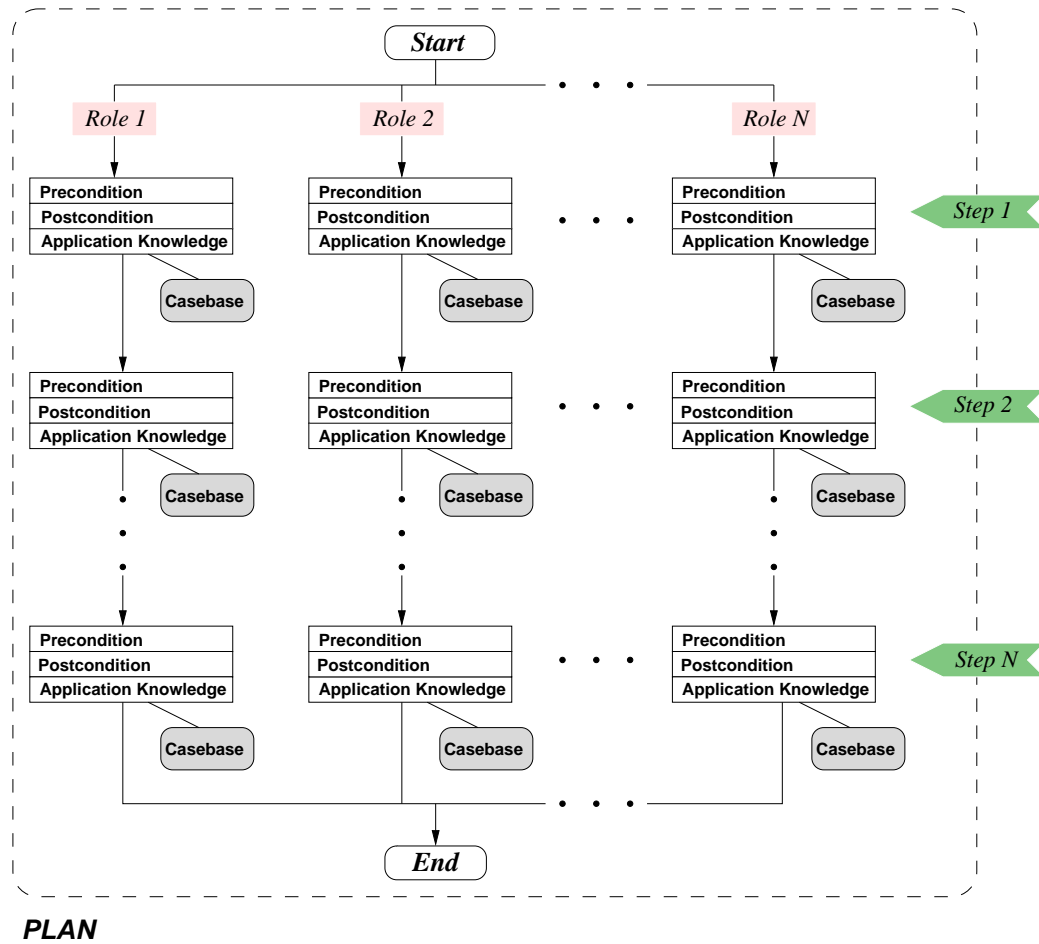 Start
Role 1
Role 2
Role N
Precondition
Postcondition
Application Knowledge
Casebase
Precondition
Postcondition
Application Knowledge
Casebase
Precondition
Postcondition
Application Knowledge
Casebase
Step 1
Precondition
Postcondition
Application Knowledge
Casebase
Precondition
Postcondition
Application Knowledge
Casebase
Precondition
Postcondition
Application Knowledge
Casebase
Step 2
Precondition
Postcondition
Application Knowledge
Casebase
Precondition
Postcondition
Application Knowledge
Casebase
Precondition
Postcondition
Application Knowledge
Casebase
Step N
End
PLAN